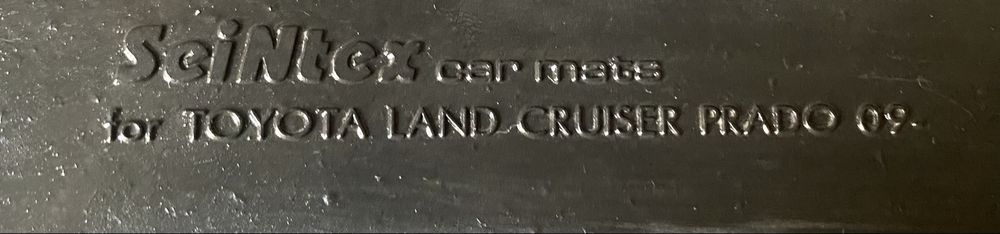 SeiNtex car mats
for TOYOTA LAND CRUISER PRADO 09-